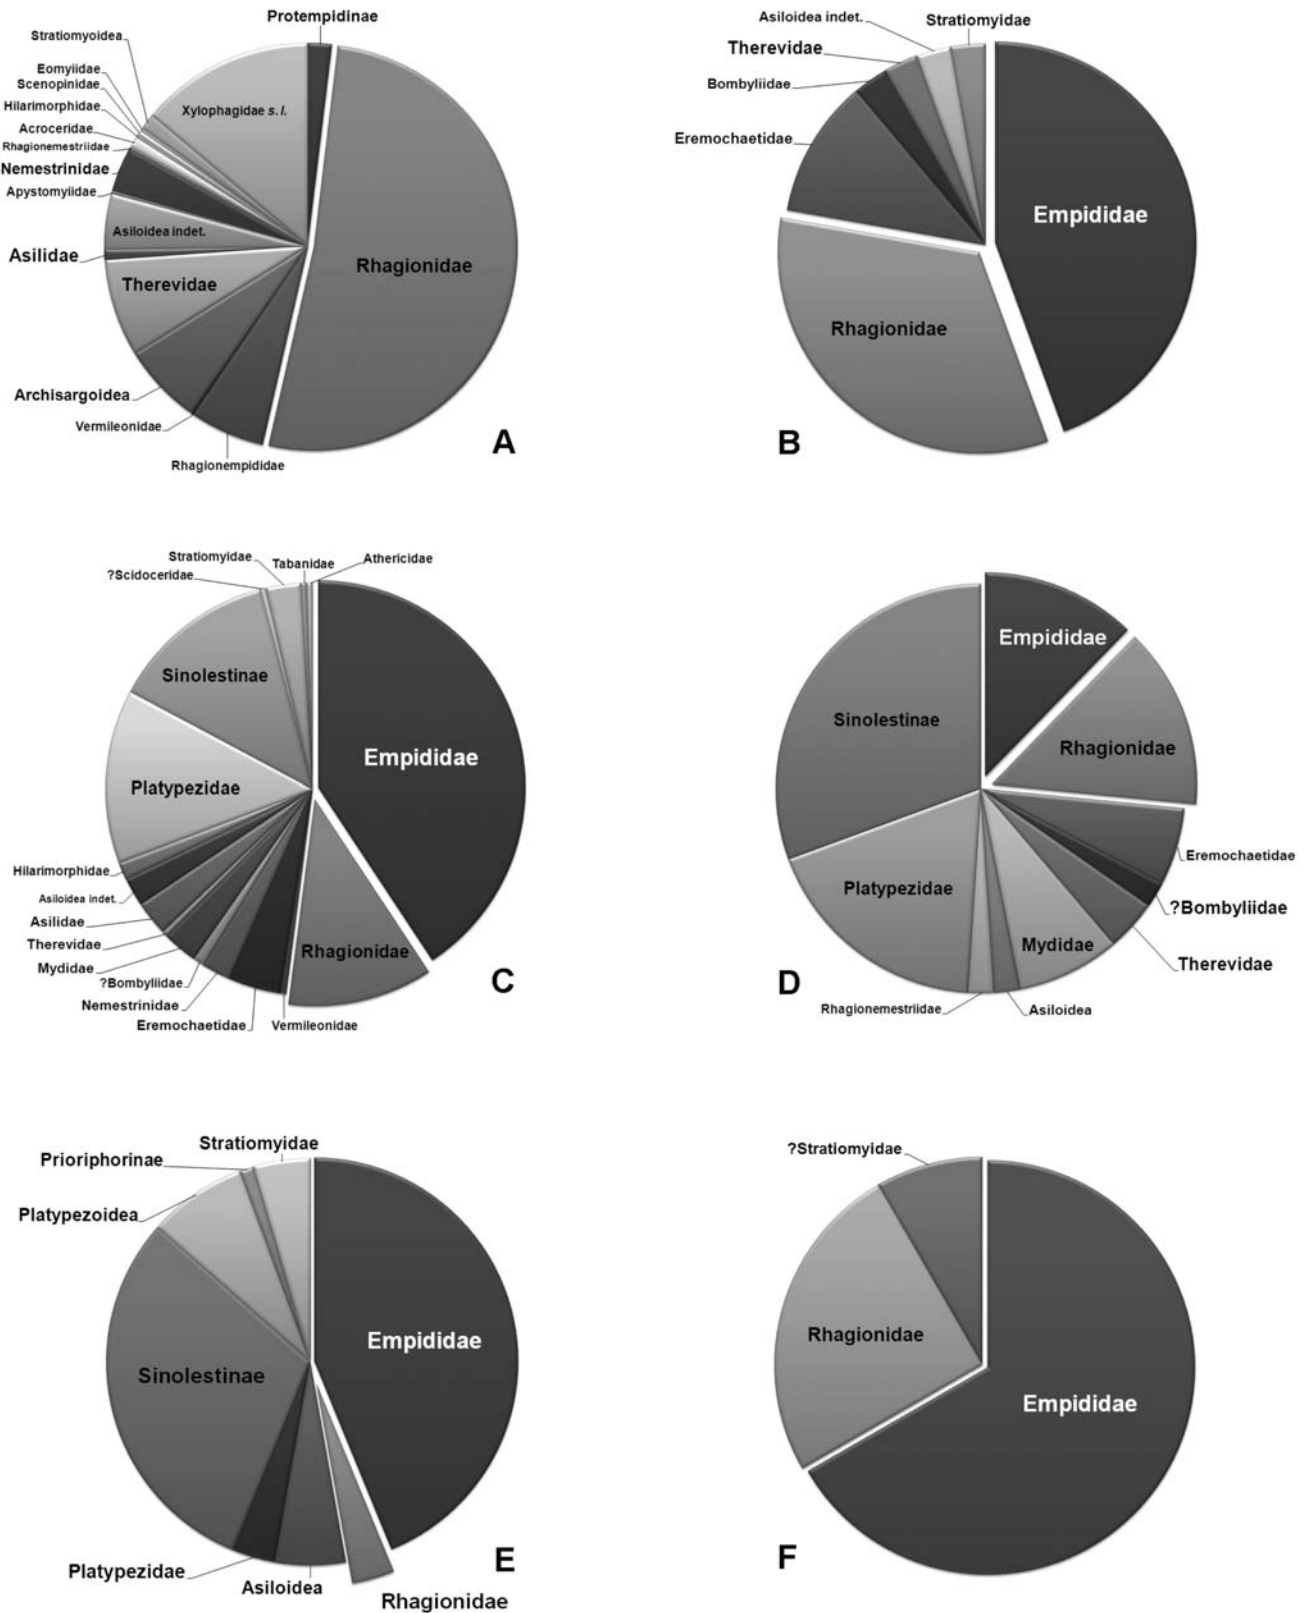 Protempidinae
Stratiomyoidea
Eomyiidae
Scenopinidae
Hilarimorphidae
Acroceridae
Rhagionemestriidae
Nemestrinidae
Apystomyiidae
Xylophagidae s. l.
Asiloidea indet.
Asilidae
Therevidae
Rhagionidae
Archisargoidea
Vermileonidae
Rhagionempididae
A
Asiloidea indet.
Stratiomyidae
Therevidae
Bombyliidae
Eremochaetidae
Empididae
Rhagionidae
B
Stratiomyidae
Tabanidae
Athericidae
?Scidoceridae
Sinolestinae
Empididae
Platypezidae
Hilarimorphidae
Asiloidea indet.
Asilidae
Therevidae
Mydidae
?Bombyliidae
Nemestrinidae
Eremochaetidae
Vermileonidae
Rhagionidae
C
Empididae
Sinolestinae
Rhagionidae
Eremochaetidae
Platypezidae
?Bombyliidae
Mydidae
Therevidae
Rhagionemestriidae
Asiloidea
D
Stratiomyidae
Prioriphorinae
Platypezoidea
Empididae
Sinolestinae
Platypezidae
Asiloidea
Rhagionidae
E
?Stratiomyidae
Rhagionidae
Empididae
F